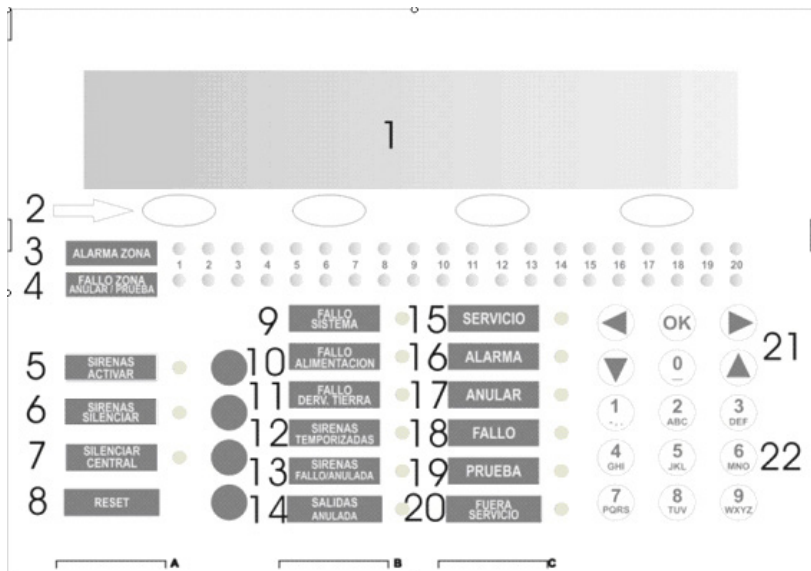 1
2
3 ALARMA ZONA
1 2 3 4 5 6 7 8 9 10 11 12 13 14 15 16 17 18 19 20
4 FALLO ZONA
ANULAR / PRUEBA
5 SIRENAS
ACTIVAR
6 SIRENAS
SILENCIAR
7 SILENCIAR
CENTRAL
8 RESET
9 FALLO
SISTEMA
10 FALLO
ALIMENTACION
11 FALLO
DERV. TIERRA
12 SIRENAS
TEMPORIZADAS
13 SIRENAS
FALLO/ANULADA
14 SALIDAS
ANULADA
15 SERVICIO
16 ALARMA
17 ANULAR
18 FALLO
19 PRUEBA
20 FUERA
SERVICIO
OK
21
0
_
1 2 3
-.. ABC DEF
4 5 6 22
GHI JKL MNO
7 8 9
PQRS TUV WXYZ
A B C